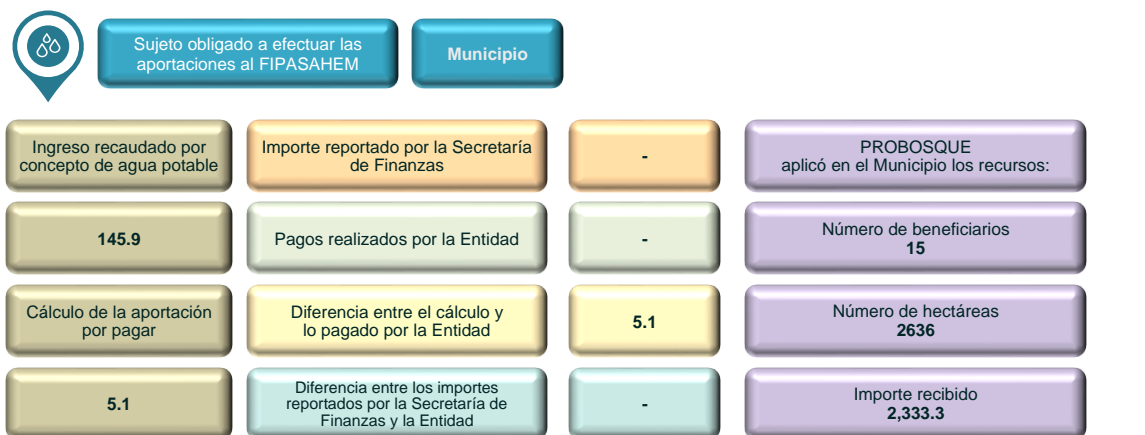 Sujeto obligado a efectuar las
aportaciones al FIPASAHEM
Municipio
Ingreso recaudado por
concepto de agua potable
145.9
Cálculo de la aportación
por pagar
5.1
Importe reportado por la Secretaría
de Finanzas
-
Pagos realizados por la Entidad
-
Diferencia entre el cálculo y
lo pagado por la Entidad
5.1
Diferencia entre los importes
reportados por la Secretaría de
Finanzas y la Entidad
-
PROBOSQUE
aplicó en el Municipio los recursos:
Número de beneficiarios
15
Número de hectáreas
2636
Importe recibido
2,333.3